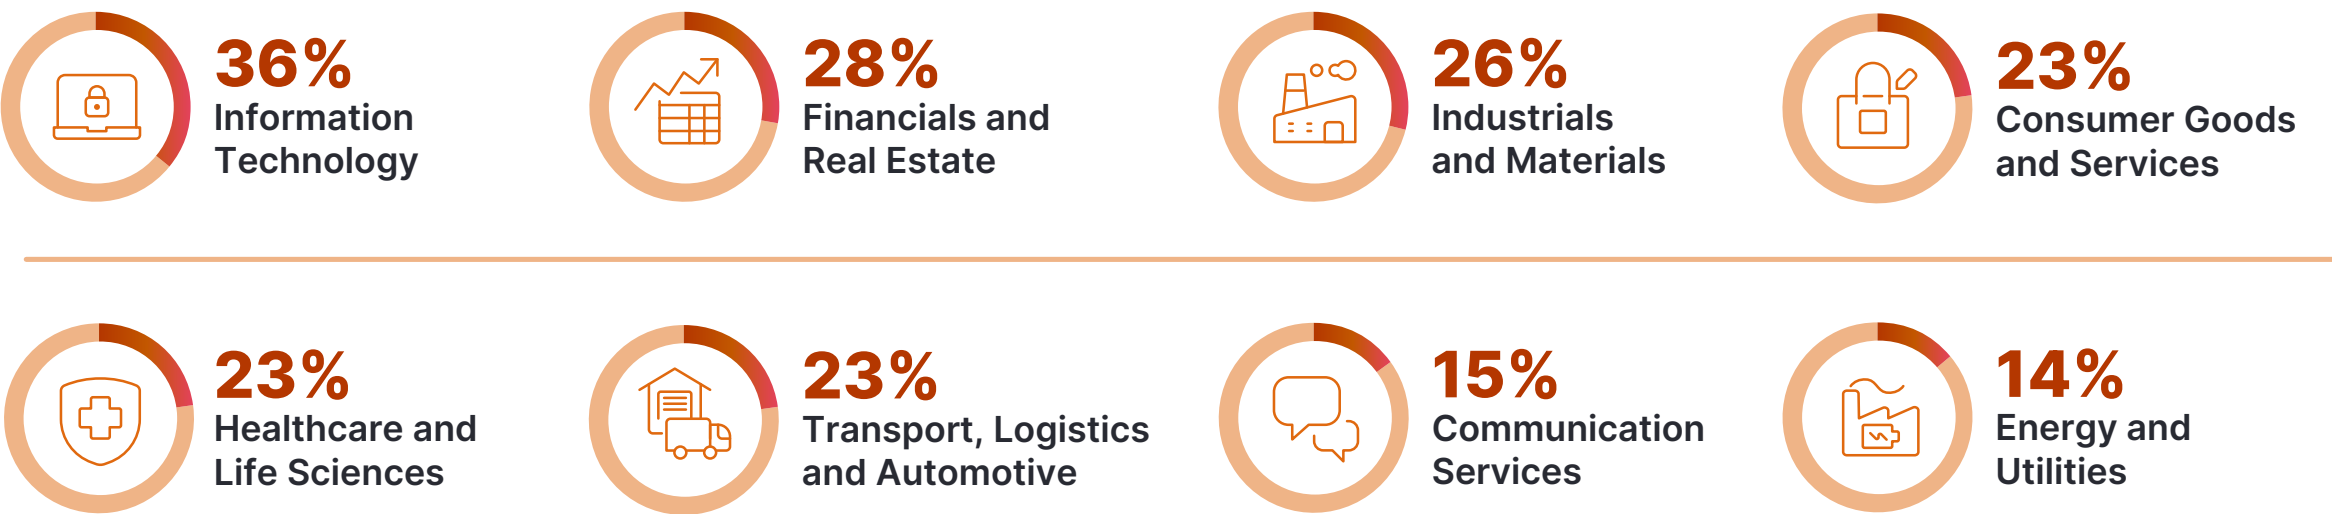 36%
Information
Technology
28%
Financials and
Real Estate
26%
Industrials
and Materials
23%
Consumer Goods
and Services
23%
Healthcare and
Life Sciences
23%
Transport, Logistics
and Automotive
15%
Communication
Services
14%
Energy and
Utilities